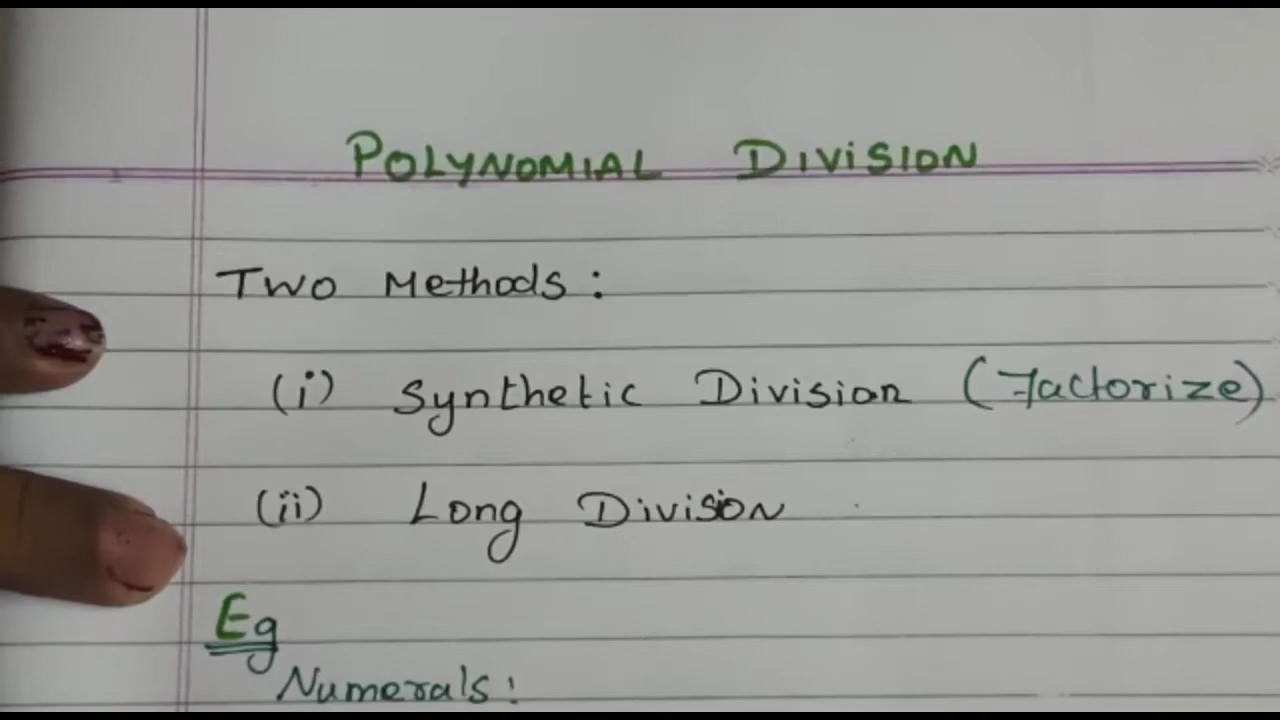 POLYNOMIAL DIVISION
Two Methods:
(i) Synthetic Division (Factorize)
(ii) Long Division
Eg
Numerals: